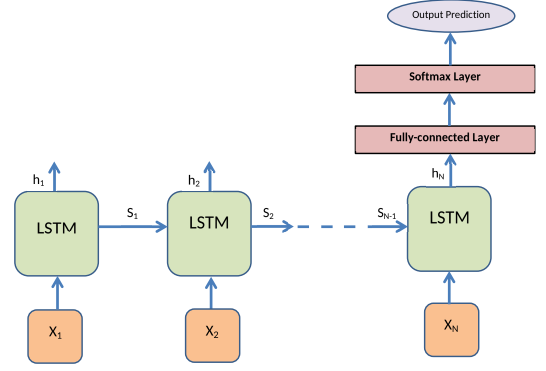 Output Prediction
Softmax Layer
Fully-connected Layer
h₁
h₂
hN
LSTM
S₁
LSTM
S₂
SN-1
LSTM
X₁
X₂
XN